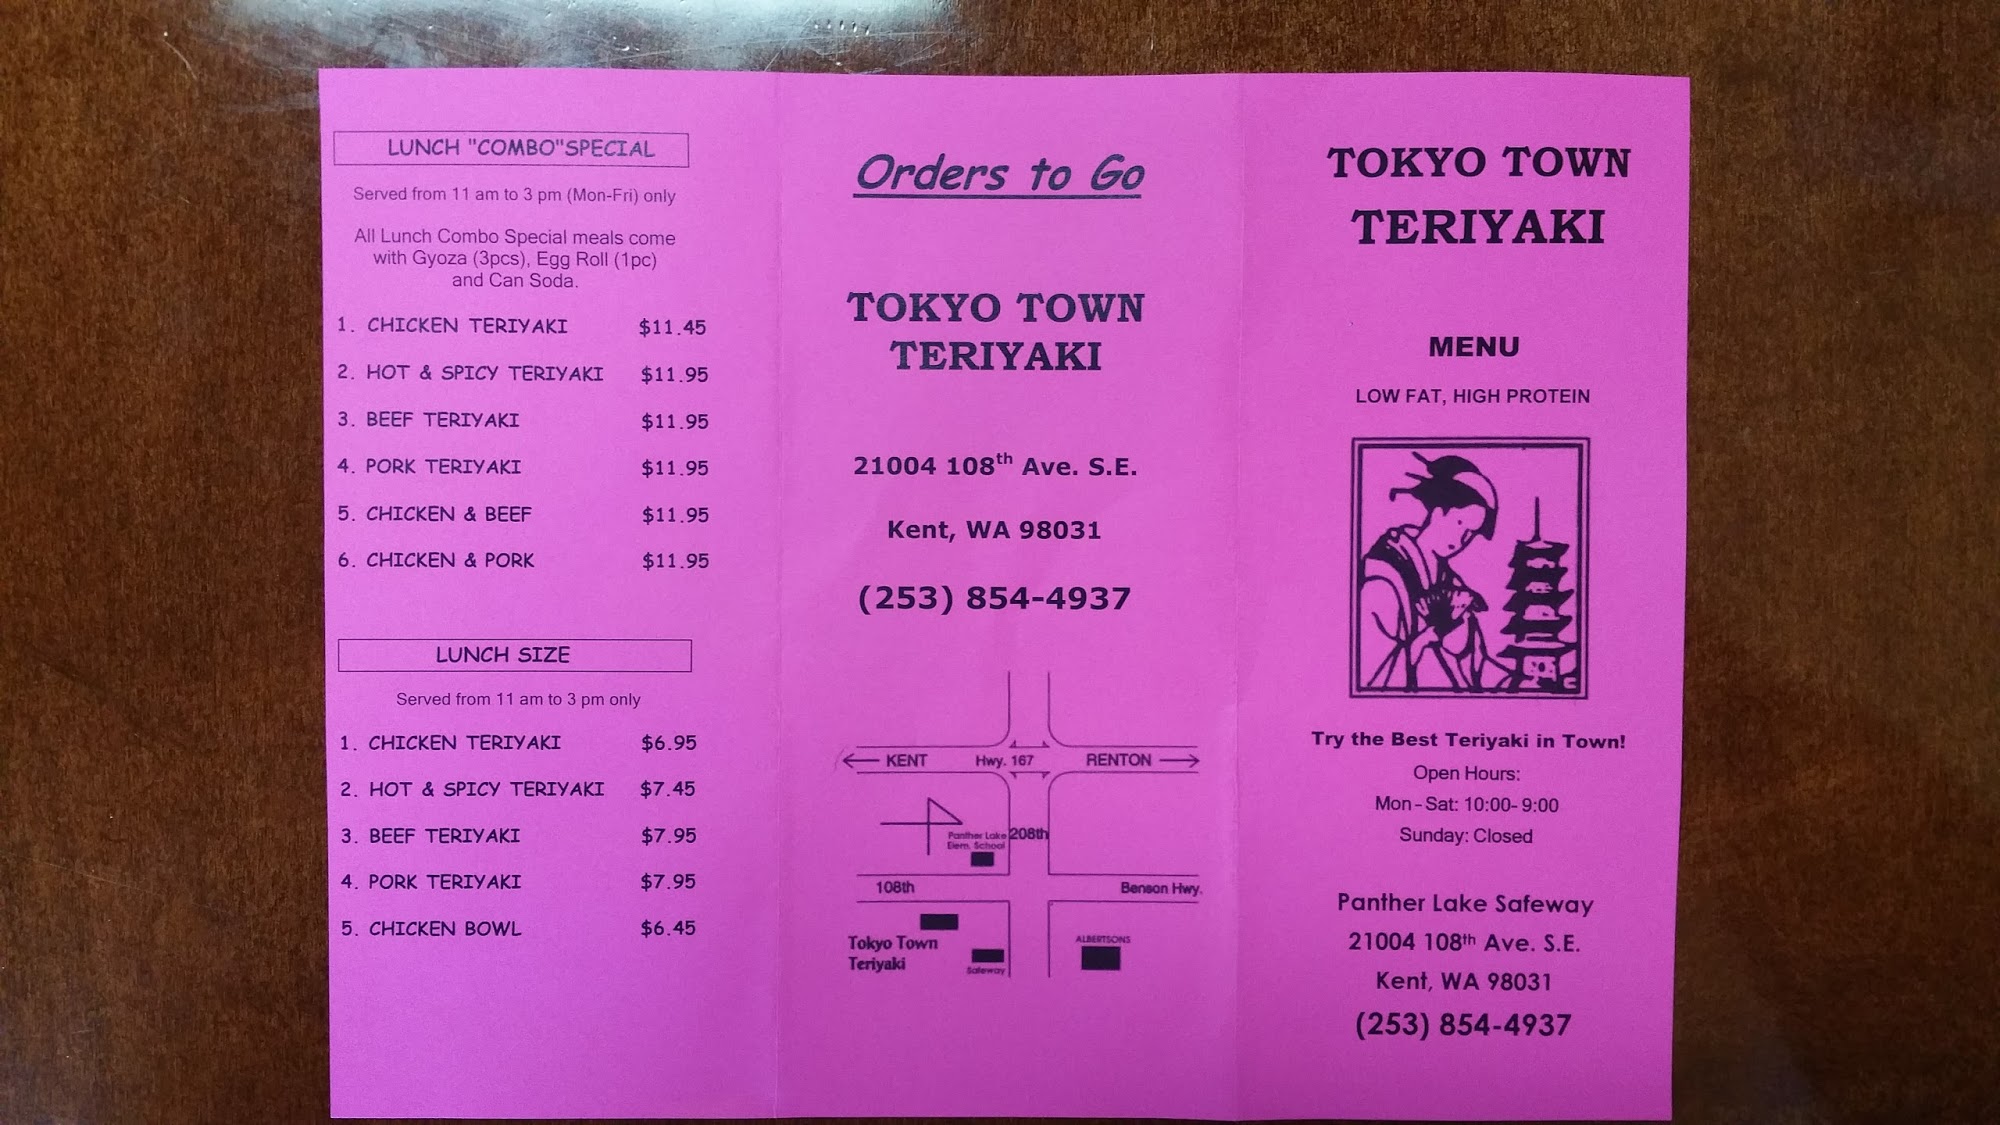 LUNCH "COMBO"SPECIAL
Served from 11 am to 3 pm (Mon-Fri) only
All Lunch Combo Special meals come
with Gyoza (3pcs), Egg Roll (1pc)
and Can Soda.
1. CHICKEN TERIYAKI $11.45
2. HOT & SPICY TERIYAKI $11.95
3. BEEF TERIYAKI $11.95
4. PORK TERIYAKI $11.95
5. CHICKEN & BEEF $11.95
6. CHICKEN & PORK $11.95
LUNCH SIZE
Served from 11 am to 3 pm only
1. CHICKEN TERIYAKI $6.95
2. HOT & SPICY TERIYAKI $7.45
3. BEEF TERIYAKI $7.95
4. PORK TERIYAKI $7.95
5. CHICKEN BOWL $6.45
Orders to Go
TOKYO TOWN
TERIYAKI
21004 108th Ave. S.E.
Kent, WA 98031
(253) 854-4937
KENT Hwy. 167 RENTON
Panther Lake 208th
Elem. School
108th Benson Hwy.
Tokyo Town
Teriyaki
Safeway
ALBERTSONS
TOKYO TOWN
TERIYAKI
MENU
LOW FAT, HIGH PROTEIN
Try the Best Teriyaki in Town!
Open Hours:
Mon - Sat: 10:00- 9:00
Sunday: Closed
Panther Lake Safeway
21004 108th Ave. S.E.
Kent, WA 98031
(253) 854-4937